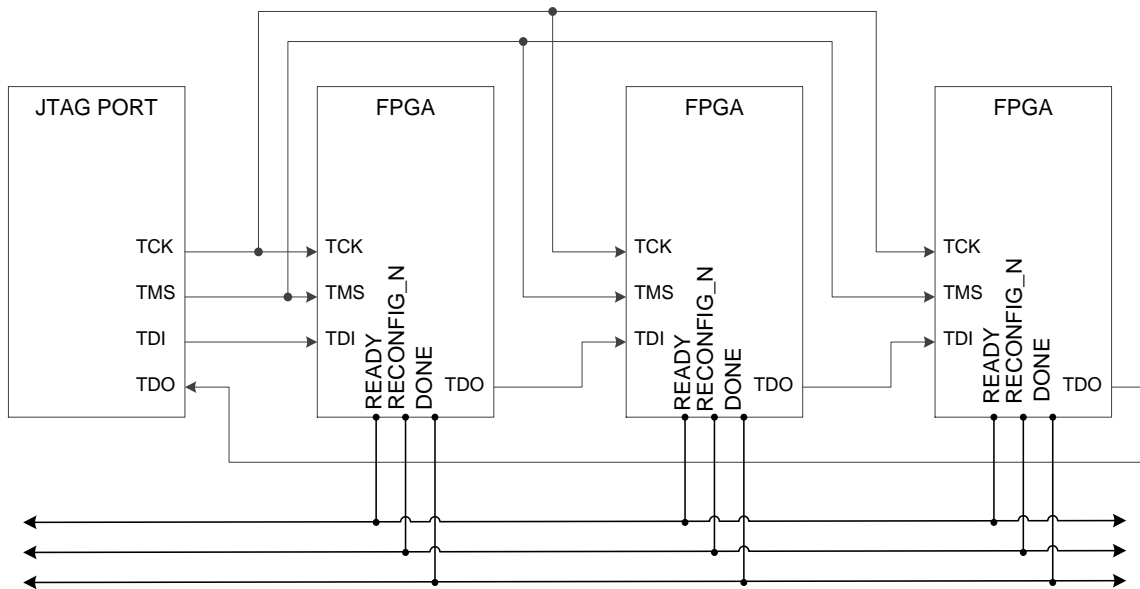 JTAG PORT
TCK
TMS
TDI
TDO
FPGA
TCK
TMS
TDI
READY
RECONFIG_N
DONE
TDO
FPGA
TCK
TMS
TDI
READY
RECONFIG_N
DONE
TDO
FPGA
TCK
TMS
TDI
READY
RECONFIG_N
DONE
TDO